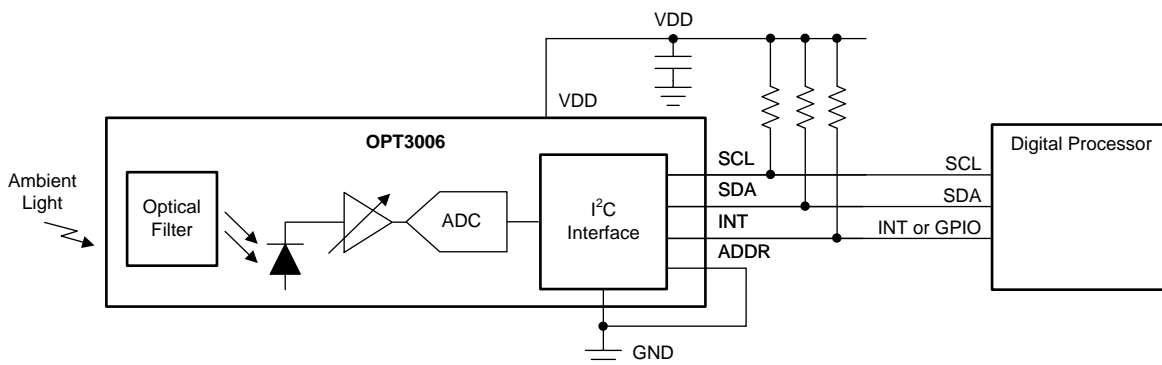 VDD
VDD
OPT3006
Digital Processor
Ambient
Light
Optical
Filter
ADC
I²C
Interface
SCL
SDA
INT
ADDR
SCL
SDA
INT or GPIO
GND